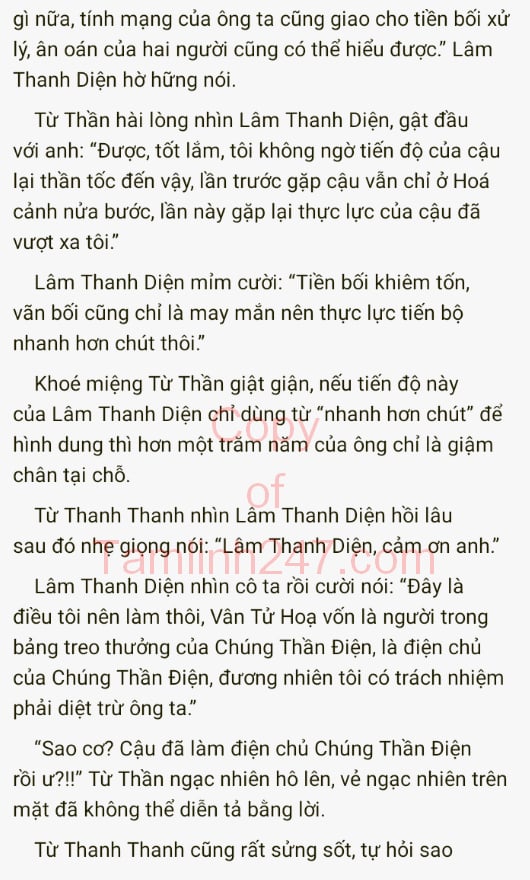 gì nữa, tính mạng của ông ta cũng giao cho tiền bối xử
lý, ân oán của hai người cũng có thể hiểu được.” Lâm
Thanh Diện hờ hững nói.
Từ Thần hài lòng nhìn Lâm Thanh Diện, gật đầu
với anh: “Được, tốt lắm, tôi không ngờ tiến độ của cậu
lại thần tốc đến vậy, lần trước gặp cậu vẫn chỉ ở Hoá
cảnh nửa bước, lần này gặp lại thực lực của cậu đã
vượt xa tôi.”
Lâm Thanh Diện mỉm cười: “Tiền bối khiêm tốn,
vãn bối cũng chỉ là may mắn nên thực lực tiến bộ
nhanh hơn chút thôi.”
Khoé miệng Từ Thần giật giận, nếu tiến độ này
của Lâm Thanh Diện chỉ dùng từ “nhanh hơn chút” để
hình dung thì hơn một trăm năm của ông chỉ là giậm
chân tại chỗ.
Từ Thanh Thanh nhìn Lâm Thanh Diện hồi lâu
sau đó nhẹ giọng nói: “Lâm Thanh Diện, cảm ơn anh.”
Lâm Thanh Diện nhìn cô ta rồi cười nói: “Đây là
điều tôi nên làm thôi, Vân Tử Hoạ vốn là người trong
bảng treo thưởng của Chúng Thần Điện, là điện chủ
của Chúng Thần Điện, đương nhiên tôi có trách nhiệm
phải diệt trừ ông ta.”
“Sao cơ? Cậu đã làm điện chủ Chúng Thần Điện
rồi ư?!!” Từ Thần ngạc nhiên hô lên, vẻ ngạc nhiên trên
mặt đã không thể diễn tả bằng lời.
Từ Thanh Thanh cũng rất sửng sốt, tự hỏi sao
Copy
of
Tamlinh247.com